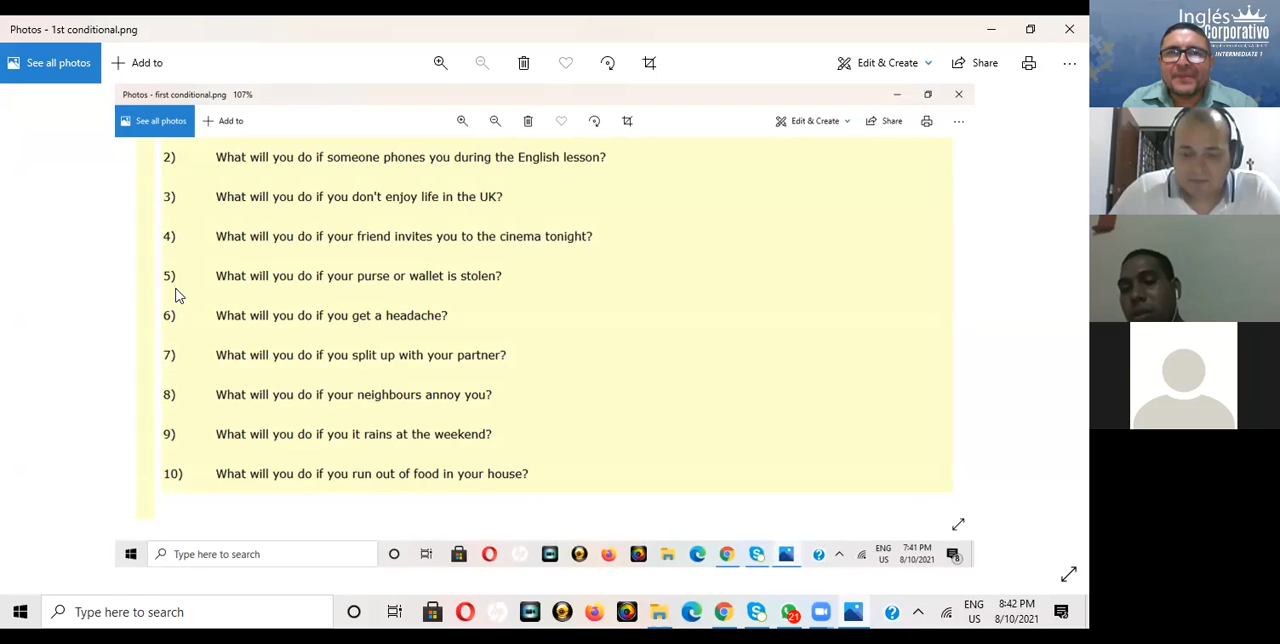 Photos - 1st conditional.png
See all photos
Add to
Edit & Create
Share
Photos - first conditional.png 107%
See all photos
Add to
Edit & Create
Share
2) What will you do if someone phones you during the English lesson?
3) What will you do if you don't enjoy life in the UK?
4) What will you do if your friend invites you to the cinema tonight?
5) What will you do if your purse or wallet is stolen?
6) What will you do if you get a headache?
7) What will you do if you split up with your partner?
8) What will you do if your neighbours annoy you?
9) What will you do if you it rains at the weekend?
10) What will you do if you run out of food in your house?
Type here to search
ENG
US
7:41 PM
8/10/2021
8
Type here to search
21
ENG
US
8:42 PM
8/10/2021
Inglés
Corporativo
INTERMEDIATE 1